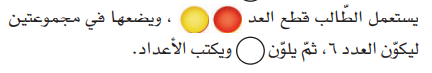 يستعمل الطّالب قطع العد ، ويضعها في مجموعتين
ليكوّن العدد ٦، ثمّ يلوّن ويكتب الأعداد.